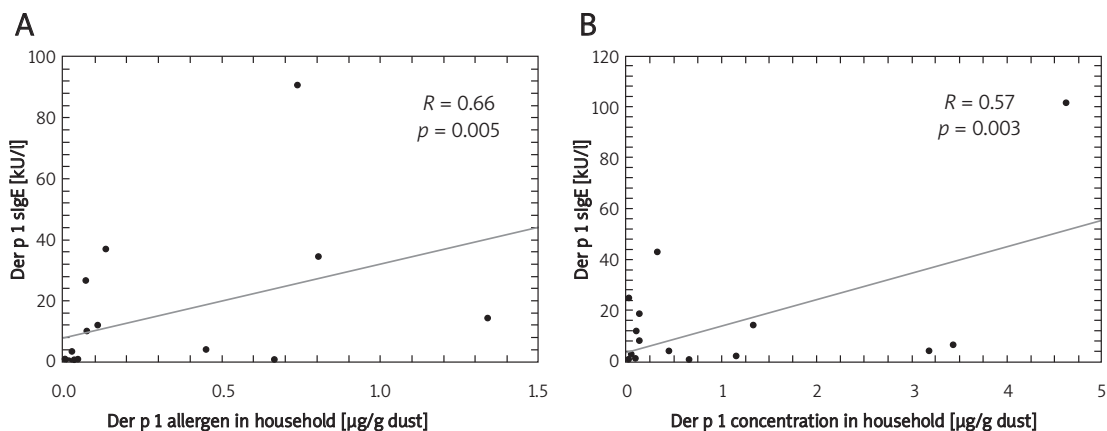 A
100
80
60
40
20
0
Der p 1 sIgE [kU/l]
R = 0.66
p = 0.005
0.0 0.5 1.0 1.5
Der p 1 allergen in household [µg/g dust]
B
120
100
80
60
40
20
0
Der p 1 sIgE [kU/l]
R = 0.57
p = 0.003
0 1 2 3 4 5
Der p 1 concentration in household [µg/g dust]